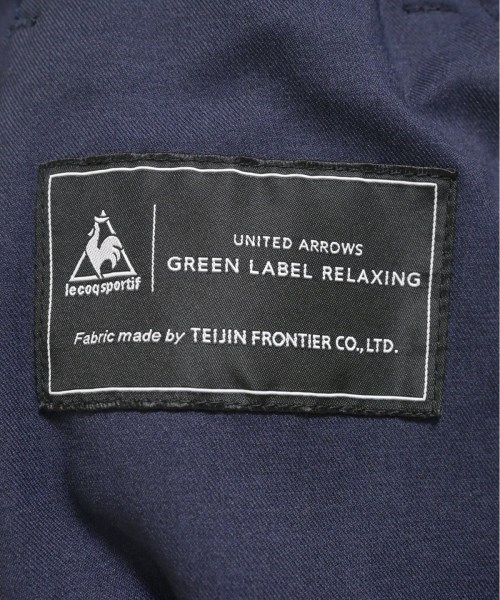 lecoqsportif
UNITED ARROWS
GREEN LABEL RELAXING
Fabric made by TEIJIN FRONTIER CO., LTD.